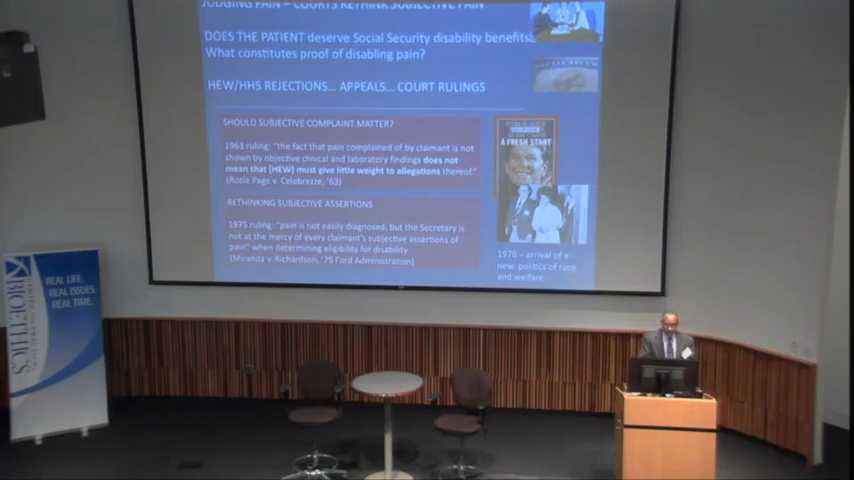 JUDGING PAIN – COURTS RETHINK SUBJECTIVE PAIN
DOES THE PATIENT deserve Social Security disability benefits
What constitutes proof of disabling pain?
HEW/HHS REJECTIONS… APPEALS… COURT RULINGS
SHOULD SUBJECTIVE COMPLAINT MATTER?
1963 ruling: "the fact that pain complained of by claimant is not
shown by objective clinical and laboratory findings does not
mean that [HEW] must give little weight to allegations thereof."
(Rozie Page v. Celebrezze, '63)
RETHINKING SUBJECTIVE ASSERTIONS
1975 ruling: "pain is not easily diagnosed, but the Secretary is
not at the mercy of every claimant's subjective assertions of
pain" when determining eligibility for disability
(Miranda v. Richardson, '75 Ford Administration)
A FRESH START
1976 – arrival of a
new politics of race
and welfare
REAL LIFE.
REAL ISSUES.
REAL TIME.
CENTER FOR PRACTICAL
BIOETHICS